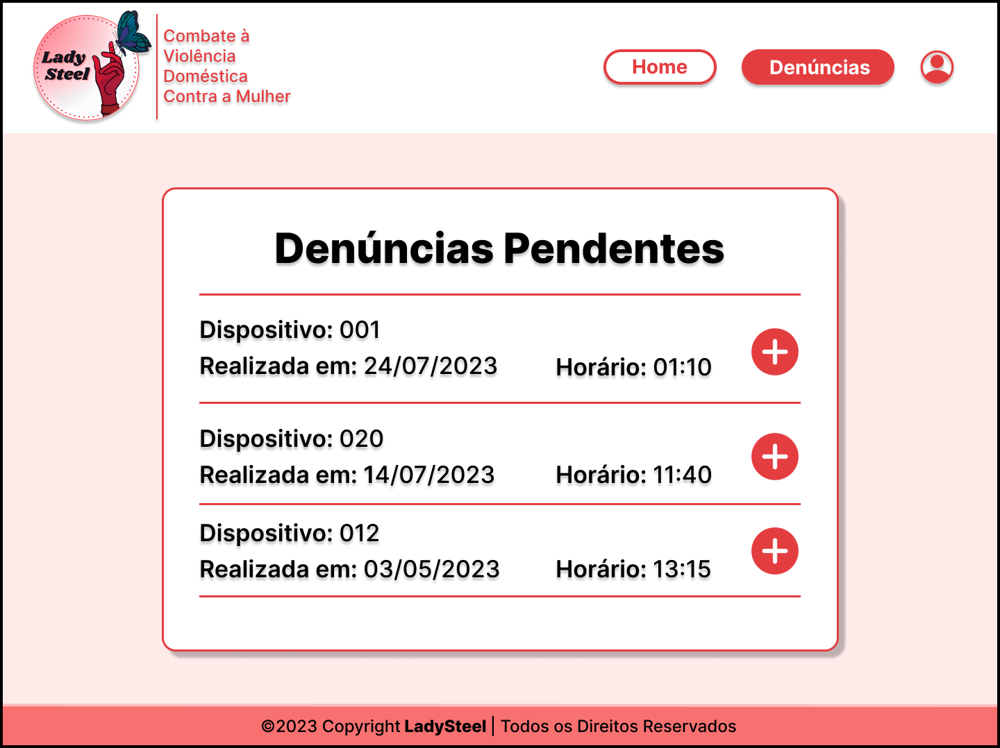 Lady
Steel
Combate à
Violência
Doméstica
Contra a Mulher
Home
Denúncias
Denúncias Pendentes
Dispositivo: 001
Realizada em: 24/07/2023 Horário: 01:10
Dispositivo: 020
Realizada em: 14/07/2023 Horário: 11:40
Dispositivo: 012
Realizada em: 03/05/2023 Horário: 13:15
©2023 Copyright LadySteel | Todos os Direitos Reservados